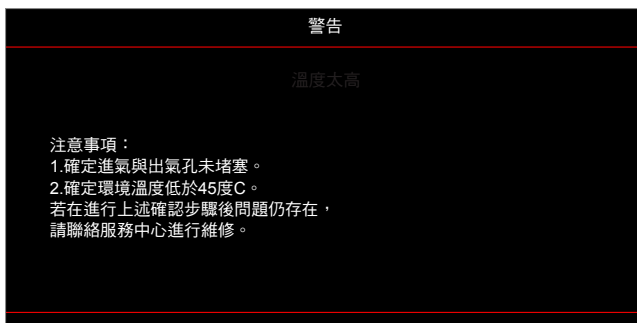 警告
溫度太高
注意事項：
1.確定進氣與出氣孔未堵塞。
2.確定環境溫度低於45度C。
若在進行上述確認步驟後問題仍存在，
請聯絡服務中心進行維修。